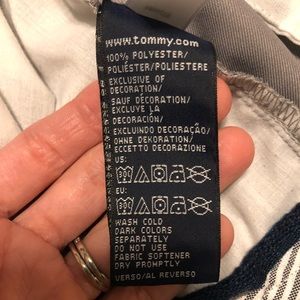 www.tommy.com
100% POLYESTER/
POLIÉSTER/POLIESTERE
EXCLUSIVE OF
DECORATION/
SAUF DÉCORATION/
EXCLUYE LA
DECORACIÓN/
EXCLUINDO DECORAÇÃO/
OHNE DEKORATION/
ECCETTO DECORAZIONE
US:
30C
EU:
30C
WASH COLD
DARK COLORS
SEPARATELY
DO NOT USE
FABRIC SOFTENER
DRY PROMPTLY
VERSO/AL REVERSO